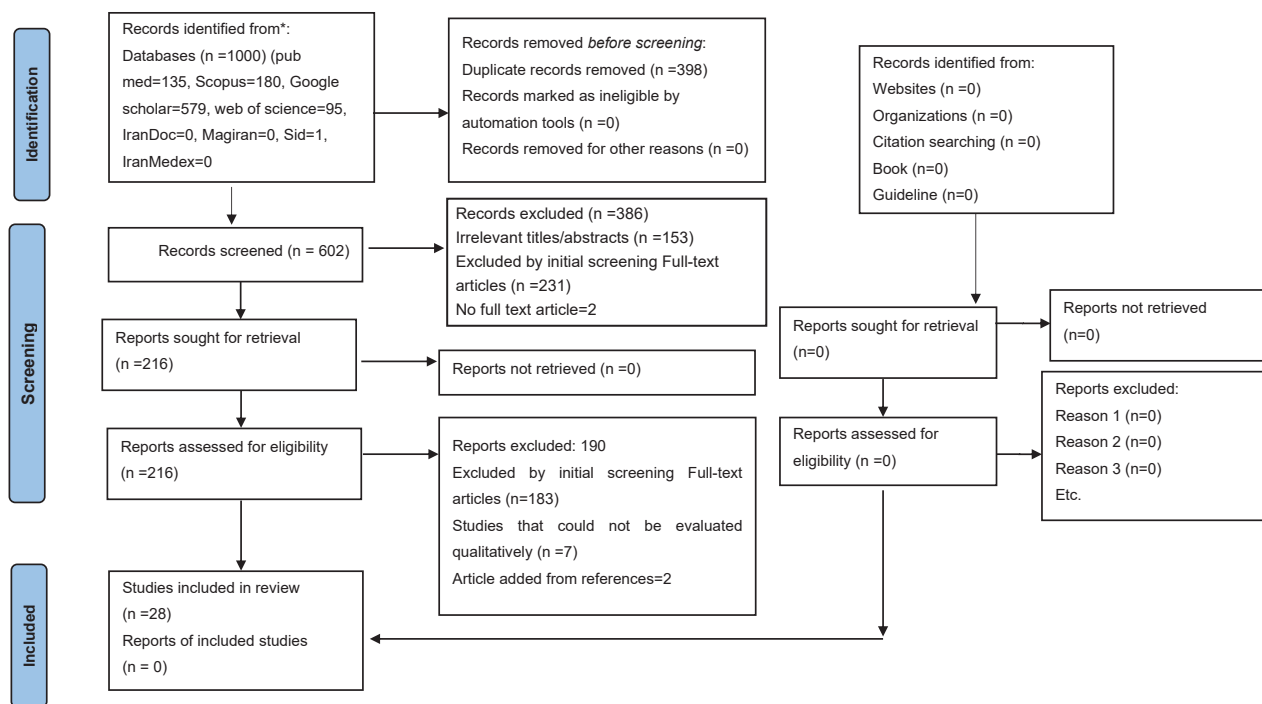 Identification
Records identified from*:
Databases (n =1000) (pub
med=135, Scopus=180, Google
scholar=579, web of science=95,
IranDoc=0, Magiran=0, Sid=1,
IranMedex=0
Records removed before screening:
Duplicate records removed (n =398)
Records marked as ineligible by
automation tools (n =0)
Records removed for other reasons (n =0)
Records identified from:
Websites (n =0)
Organizations (n =0)
Citation searching (n =0)
Book (n=0)
Guideline (n=0)
Screening
Records screened (n = 602)
Records excluded (n =386)
Irrelevant titles/abstracts (n =153)
Excluded by initial screening Full-text
articles (n =231)
No full text article=2
Reports sought for retrieval
(n =216)
Reports not retrieved (n =0)
Reports sought for retrieval
(n=0)
Reports not retrieved
(n=0)
Reports assessed for eligibility
(n =216)
Reports excluded: 190
Excluded by initial screening Full-text
articles (n=183)
Studies that could not be evaluated
qualitatively (n =7)
Article added from references=2
Reports assessed for
eligibility (n =0)
Reports excluded:
Reason 1 (n=0)
Reason 2 (n=0)
Reason 3 (n=0)
Etc.
Included
Studies included in review
(n =28)
Reports of included studies
(n = 0)